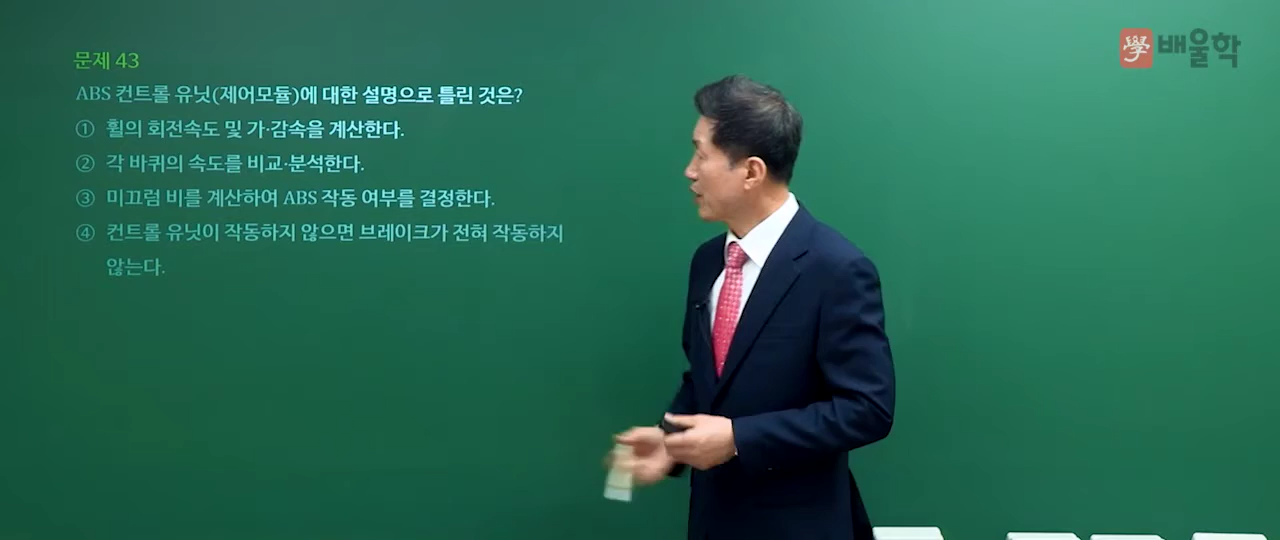 문제 43
學 배울학
ABS 컨트롤 유닛(제어모듈)에 대한 설명으로 틀린 것은?
① 휠의 회전속도 및 가·감속을 계산한다.
② 각 바퀴의 속도를 비교·분석한다.
③ 미끄럼 비를 계산하여 ABS 작동 여부를 결정한다.
④ 컨트롤 유닛이 작동하지 않으면 브레이크가 전혀 작동하지
않는다.